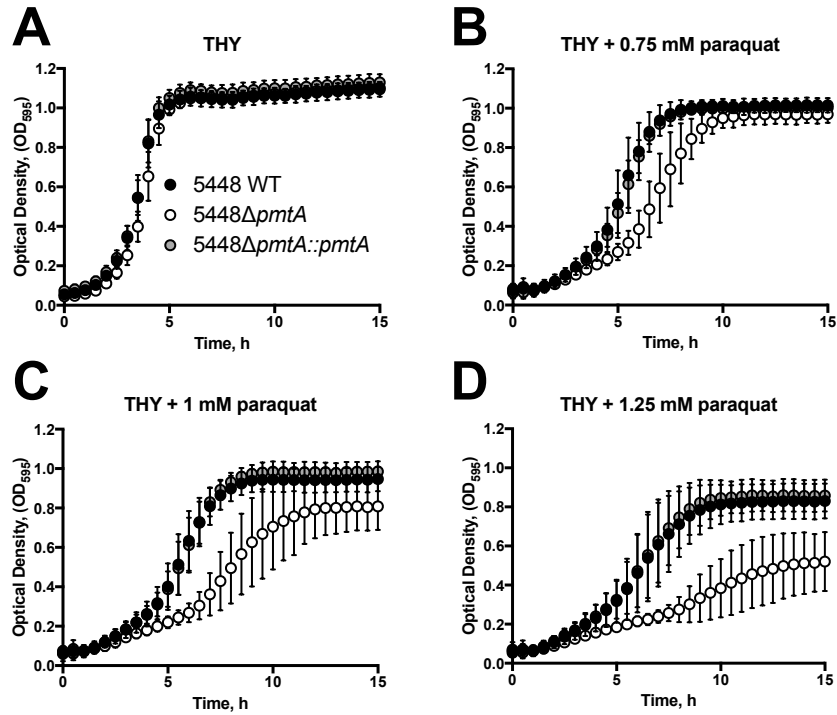 A
THY
Optical Density, (OD595)
1.2
1.0
0.8
0.6
0.4
0.2
0.0
5448 WT
5448ΔpmtA
5448ΔpmtA::pmtA
0 5 10 15
Time, h
B
THY + 0.75 mM paraquat
Optical Density, (OD595)
1.2
1.0
0.8
0.6
0.4
0.2
0.0
0 5 10 15
Time, h
C
THY + 1 mM paraquat
Optical Density, (OD595)
1.2
1.0
0.8
0.6
0.4
0.2
0.0
0 5 10 15
Time, h
D
THY + 1.25 mM paraquat
Optical Density, (OD595)
1.2
1.0
0.8
0.6
0.4
0.2
0.0
0 5 10 15
Time, h